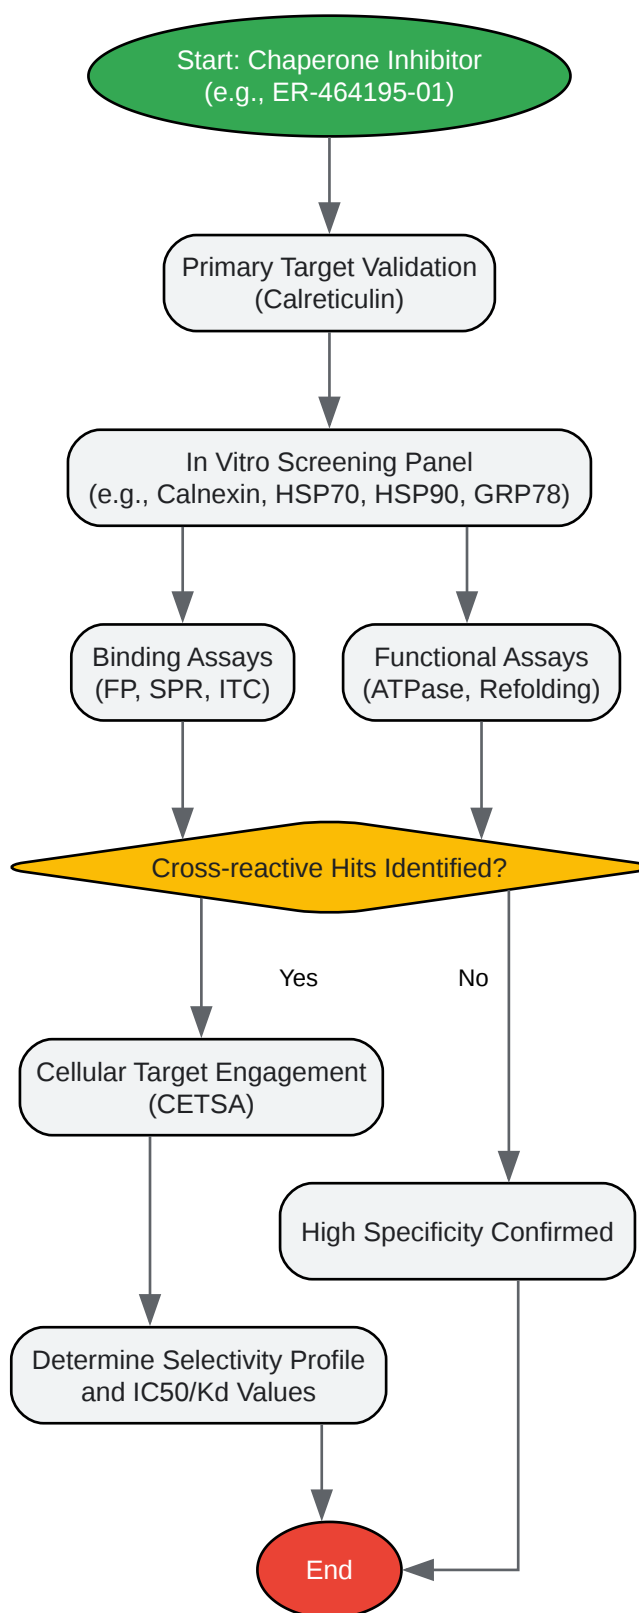 Start: Chaperone Inhibitor
(e.g., ER-464195-01)
Primary Target Validation
(Calreticulin)
In Vitro Screening Panel
(e.g., Calnexin, HSP70, HSP90, GRP78)
Binding Assays
(FP, SPR, ITC)
Functional Assays
(ATPase, Refolding)
Cross-reactive Hits Identified?
Yes
No
Cellular Target Engagement
(CETSA)
High Specificity Confirmed
Determine Selectivity Profile
and IC50/Kd Values
End